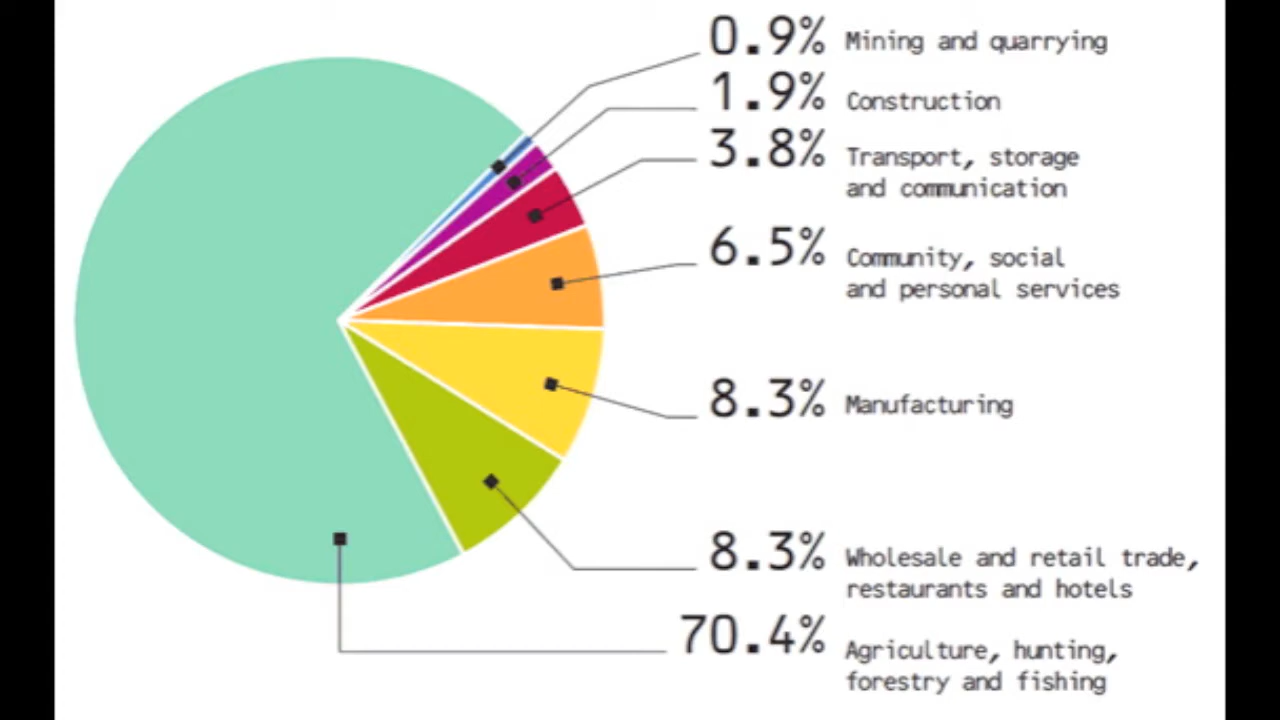 0.9% Mining and quarrying
1.9% Construction
3.8% Transport, storage
and communication
6.5% Community, social
and personal services
8.3% Manufacturing
8.3% Wholesale and retail trade,
restaurants and hotels
70.4% Agriculture, hunting,
forestry and fishing